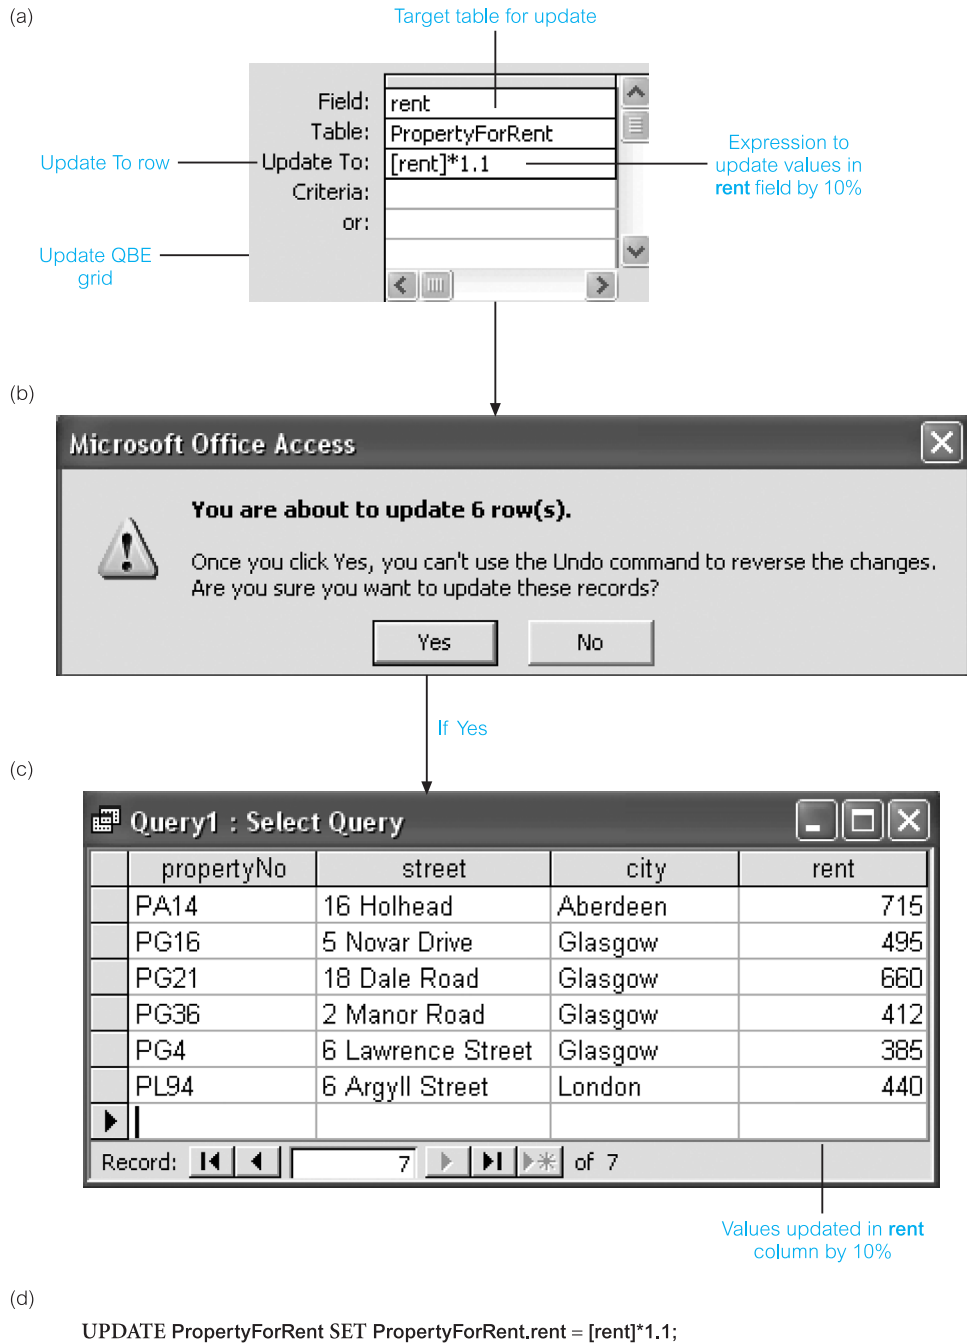 (a)
Target table for update
Field: rent
Table: PropertyForRent
Update To row
Update To: [rent]*1.1
Expression to
update values in
rent field by 10%
Criteria:
or:
Update QBE
grid
(b)
Microsoft Office Access
You are about to update 6 row(s).
Once you click Yes, you can't use the Undo command to reverse the changes.
Are you sure you want to update these records?
Yes No
If Yes
(c)
Query1 : Select Query
propertyNo street city rent
PA14 16 Holhead Aberdeen 715
PG16 5 Novar Drive Glasgow 495
PG21 18 Dale Road Glasgow 660
PG36 2 Manor Road Glasgow 412
PG4 6 Lawrence Street Glasgow 385
PL94 6 Argyll Street London 440
Record: 7 of 7
Values updated in rent
column by 10%
(d)
UPDATE PropertyForRent SET PropertyForRent.rent = [rent]*1.1;